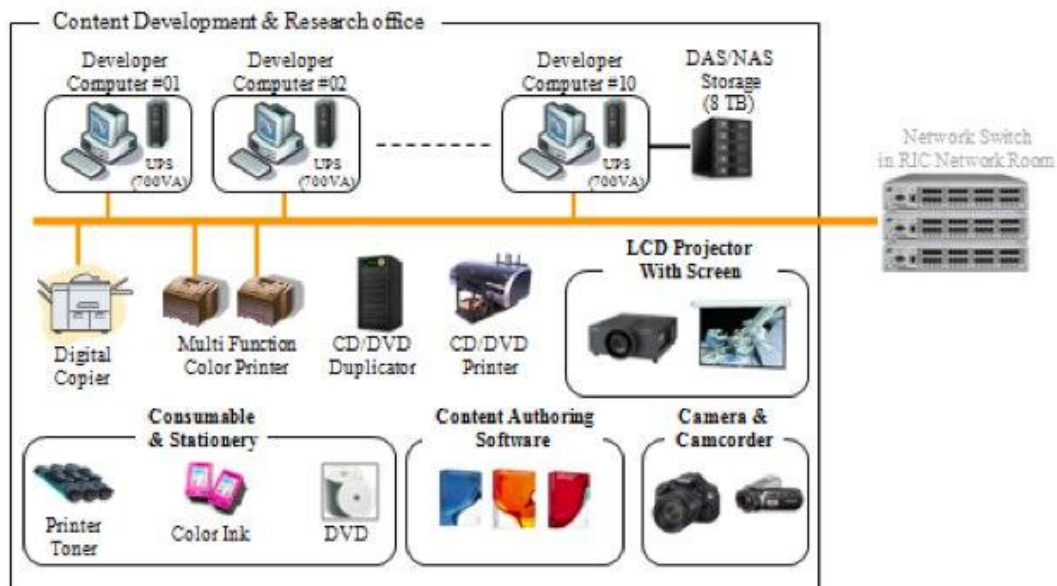 Content Development & Research office
Developer
Computer #01
Developer
Computer #02
Developer
Computer #10
DAS/NAS
Storage
(8 TB)
UPS
(700VA)
UPS
(700VA)
UPS
(700VA)
Network Switch
in RIC Network Room
Digital
Copier
Multi Function
Color Printer
CD/DVD
Duplicator
CD/DVD
Printer
LCD Projector
With Screen
Consumable
& Stationery
Printer
Toner
Color Ink
DVD
Content Authoring
Software
Camera &
Camcorder